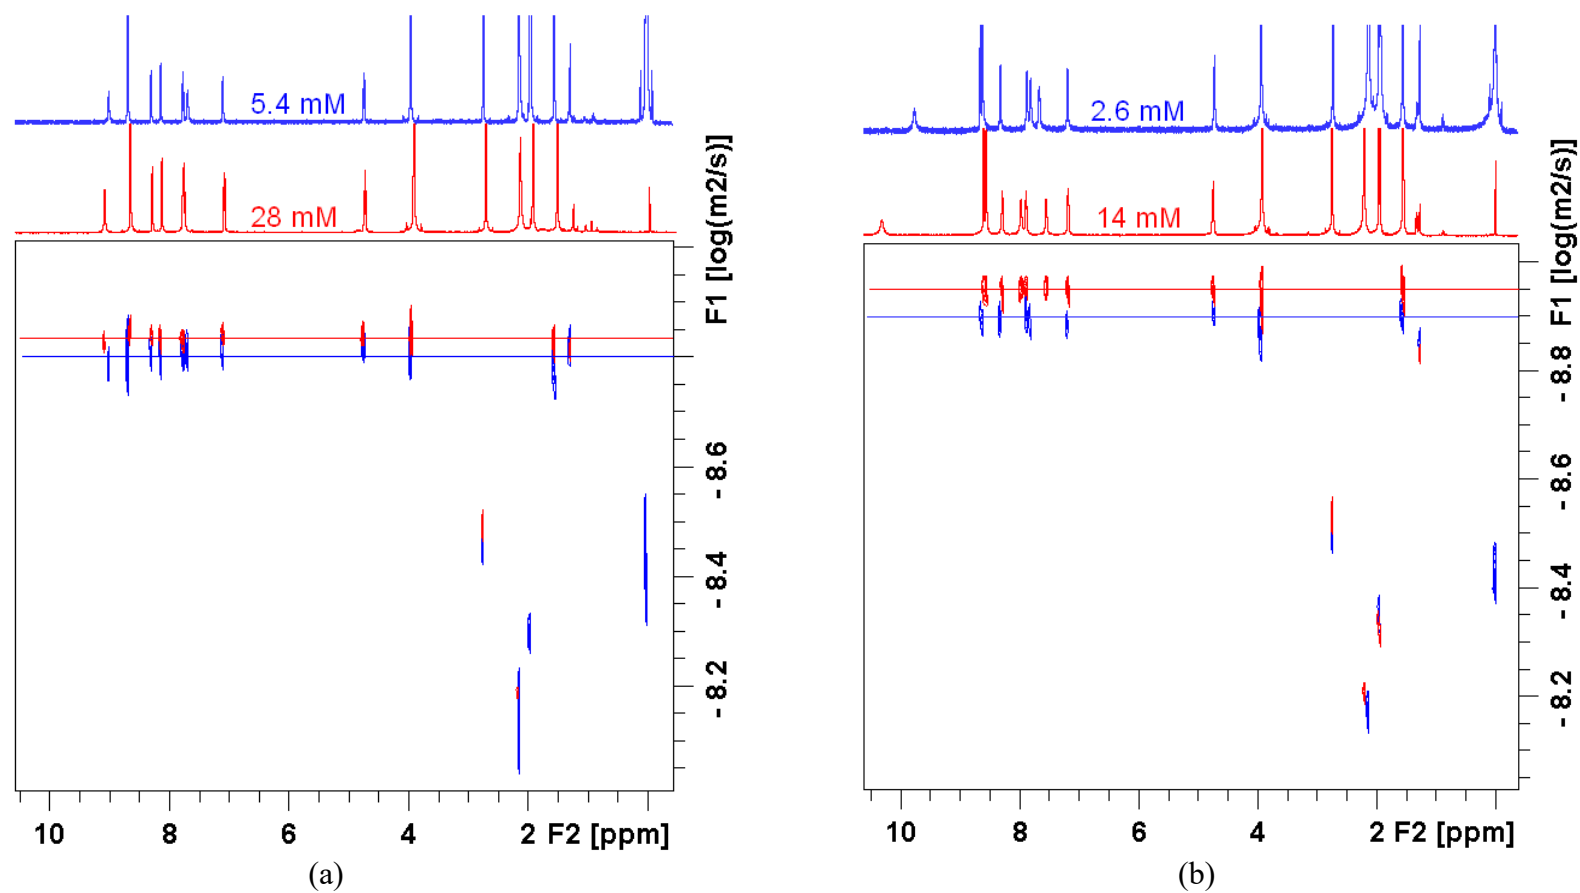 5.4 mM
28 mM
F1 [log(m2/s)]
- 8.6
- 8.4
- 8.2
10 8 6 4 2 F2 [ppm]
(a)
2.6 mM
14 mM
F1 [log(m2/s)]
- 8.8
- 8.6
- 8.4
- 8.2
10 8 6 4 2 F2 [ppm]
(b)